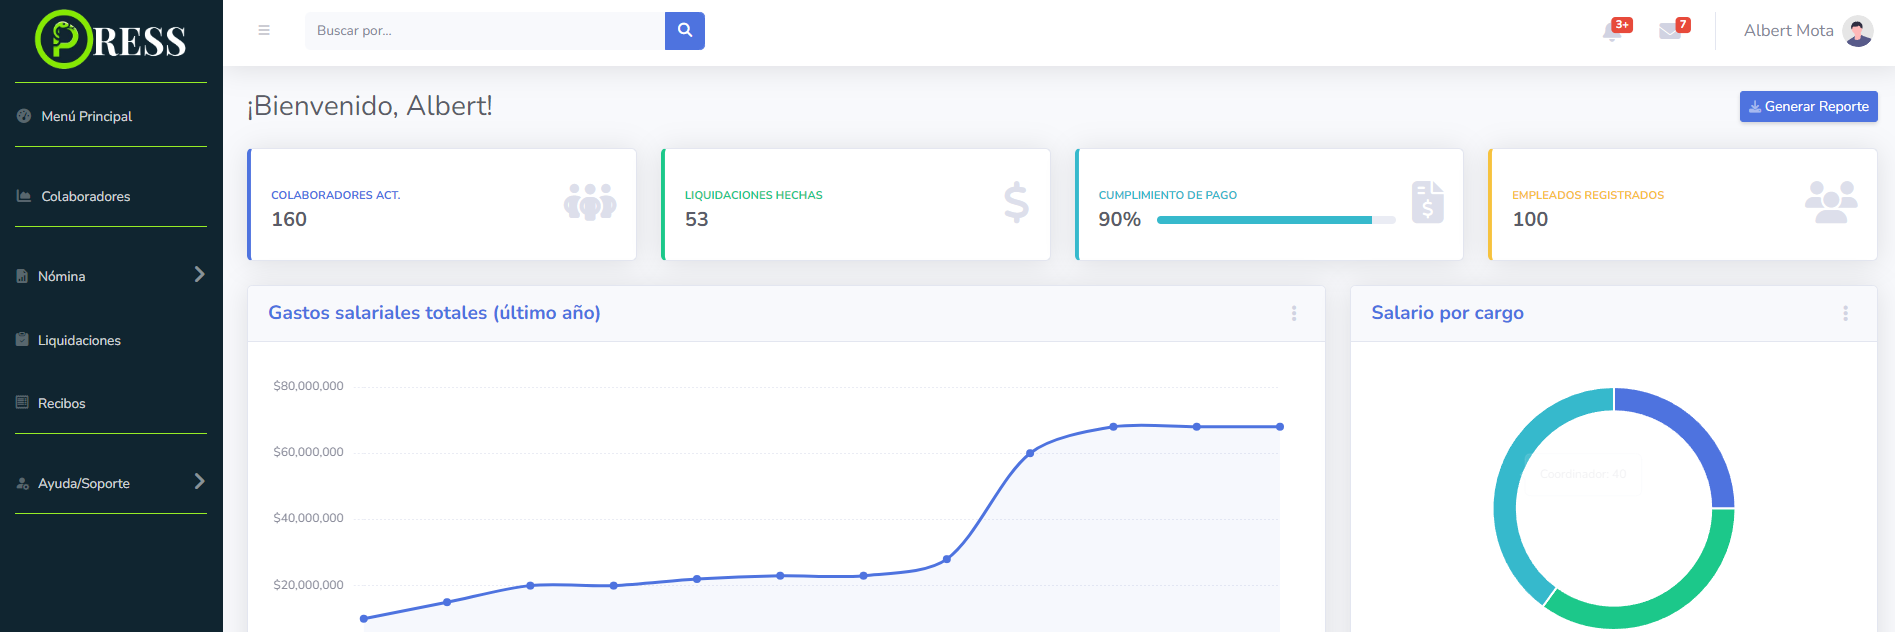 PRESS
Menú Principal
Colaboradores
Nómina
Liquidaciones
Recibos
Ayuda/Soporte
Buscar por...
3+
7
Albert Mota
¡Bienvenido, Albert!
Generar Reporte
COLABORADORES ACT.
160
LIQUIDACIONES HECHAS
53
CUMPLIMIENTO DE PAGO
90%
EMPLEADOS REGISTRADOS
100
Gastos salariales totales (último año)
$80,000,000
$60,000,000
$40,000,000
$20,000,000
Salario por cargo
Coordinador: 40